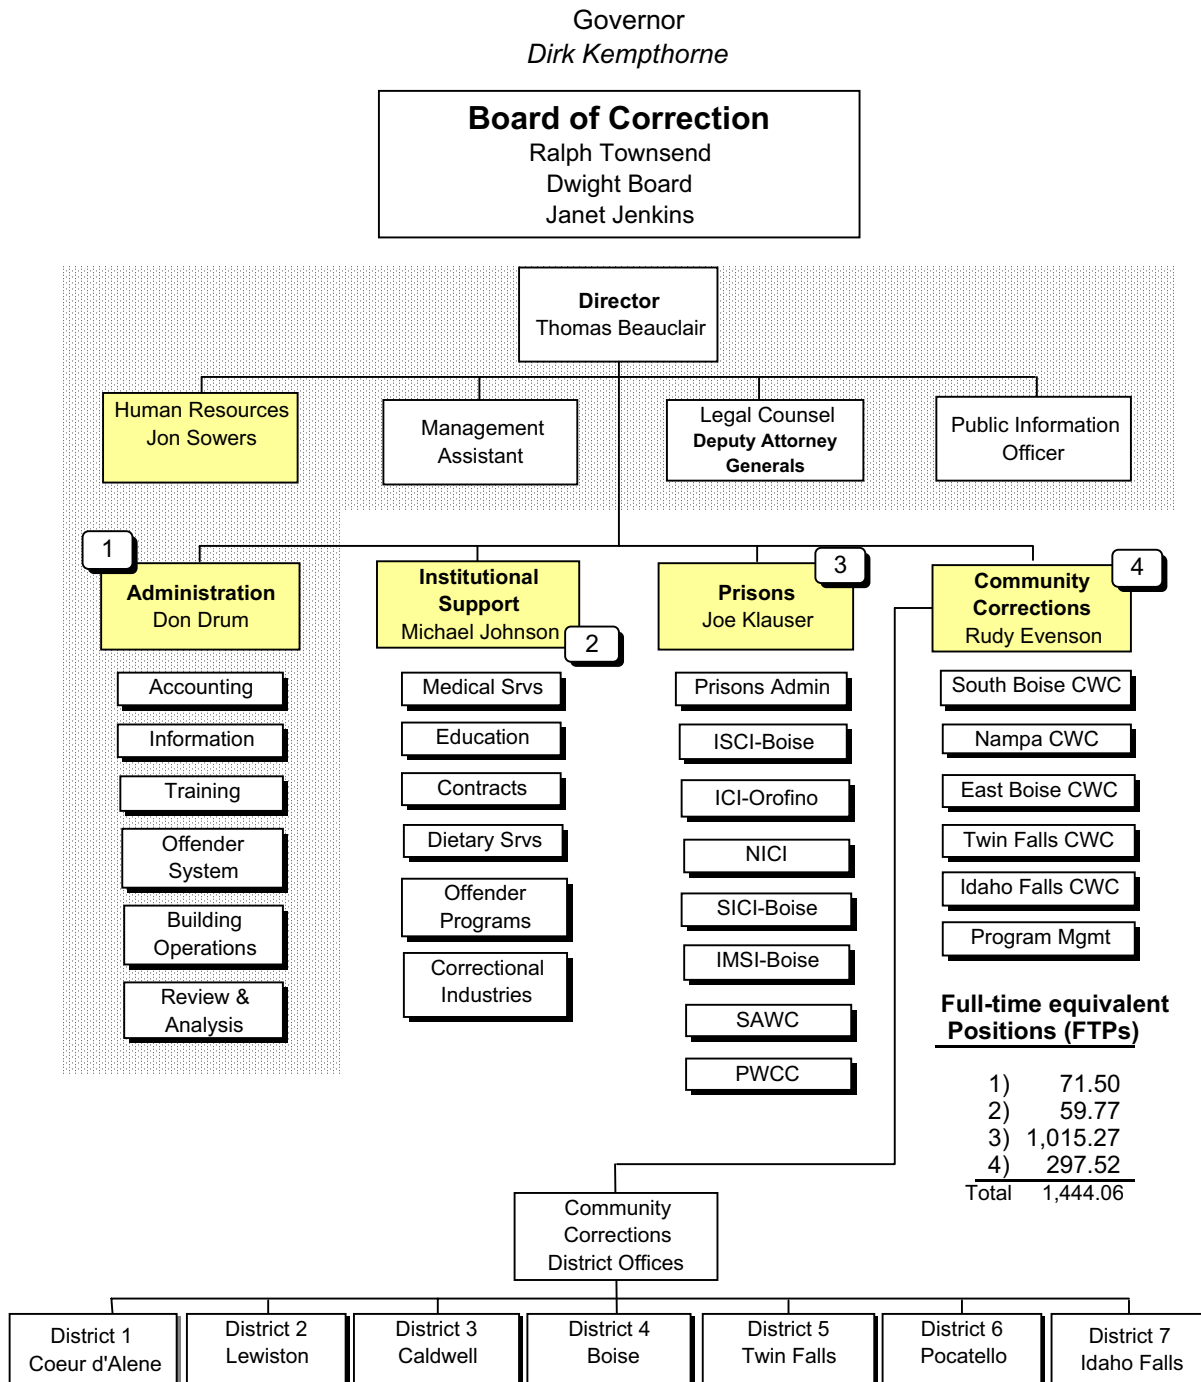 Governor
Dirk Kempthorne
Board of Correction
Ralph Townsend
Dwight Board
Janet Jenkins
Director
Thomas Beauclair
Human Resources
Jon Sowers
Management
Assistant
Legal Counsel
Deputy Attorney
Generals
Public Information
Officer
1
Administration
Don Drum
Accounting
Information
Training
Offender
System
Building
Operations
Review &
Analysis
Institutional
Support
Michael Johnson
2
Medical Srvs
Education
Contracts
Dietary Srvs
Offender
Programs
Correctional
Industries
3
Prisons
Joe Klauser
Prisons Admin
ISCI-Boise
ICI-Orofino
NICI
SICI-Boise
IMSI-Boise
SAWC
PWCC
4
Community
Corrections
Rudy Evenson
South Boise CWC
Nampa CWC
East Boise CWC
Twin Falls CWC
Idaho Falls CWC
Program Mgmt
Full-time equivalent
Positions (FTPs)
1) 71.50
2) 59.77
3) 1,015.27
4) 297.52
Total 1,444.06
Community
Corrections
District Offices
District 1
Coeur d'Alene
District 2
Lewiston
District 3
Caldwell
District 4
Boise
District 5
Twin Falls
District 6
Pocatello
District 7
Idaho Falls